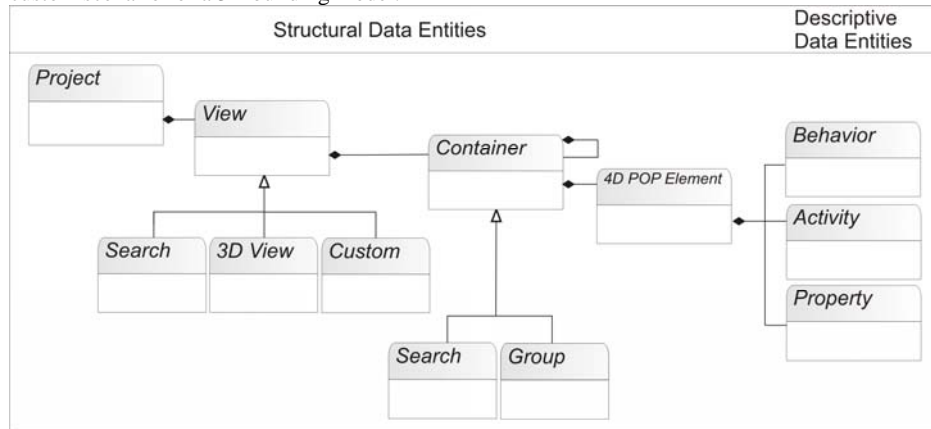 Structural Data Entities
Descriptive
Data Entities
Project
View
Container
4D POP Element
Behavior
Activity
Property
Search
3D View
Custom
Search
Group